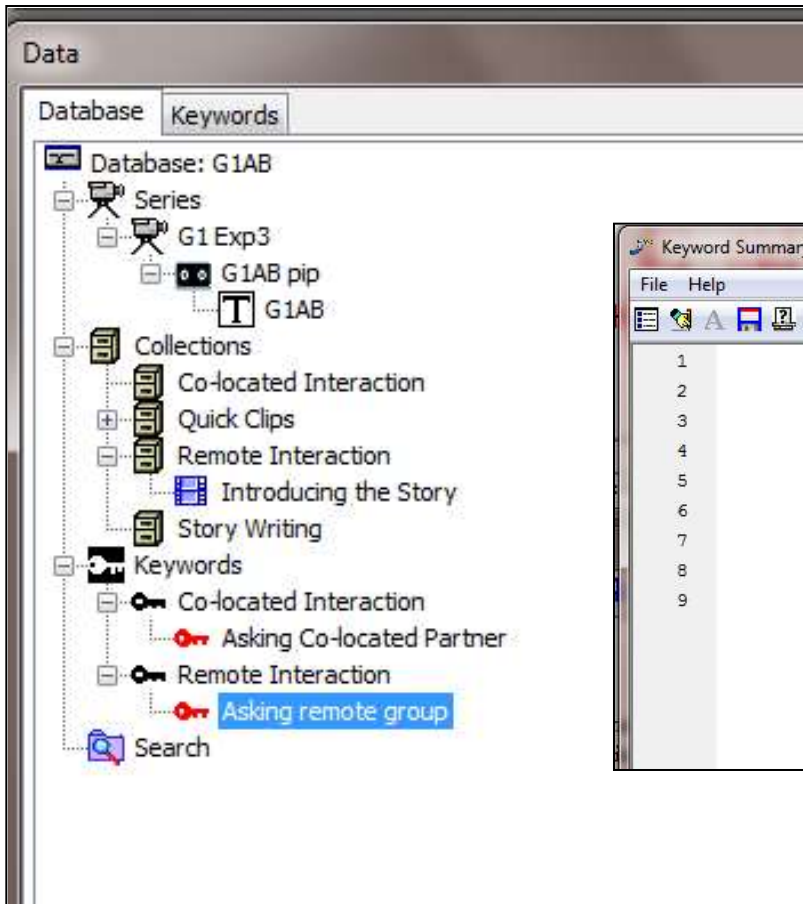 Data
Database Keywords
Database: G1AB
Series
G1 Exp3
G1AB pip
T G1AB
Collections
Co-located Interaction
Quick Clips
Remote Interaction
Introducing the Story
Story Writing
Keywords
Co-located Interaction
Asking Co-located Partner
Remote Interaction
Asking remote group
Search
Keyword Summar
File Help
A
1
2
3
4
5
6
7
8
9